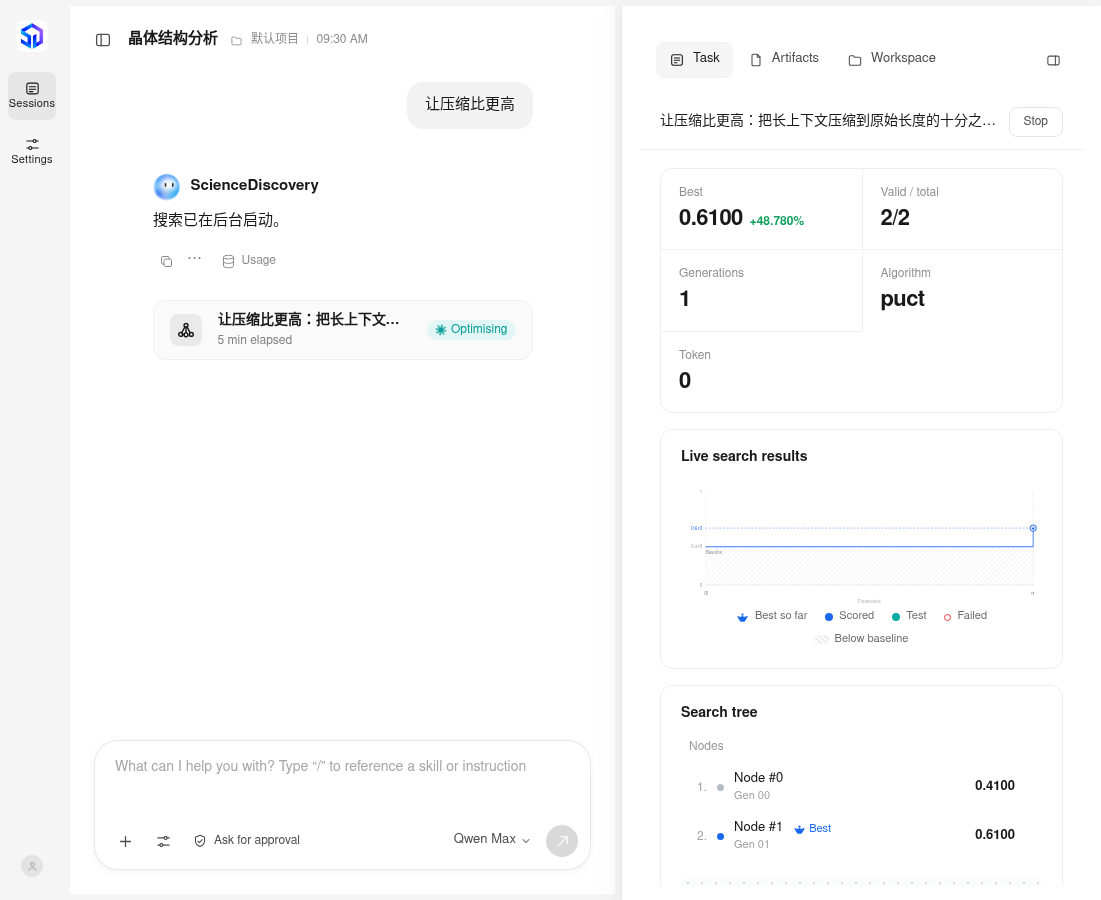 Sessions
Settings
晶体结构分析 默认项目 09:30 AM
让压缩比更高
ScienceDiscovery
搜索已在后台启动。
Usage
让压缩比更高：把长上下文…
5 min elapsed
Optimising
What can I help you with? Type “/” to reference a skill or instruction
Ask for approval
Qwen Max
Task
Artifacts
Workspace
让压缩比更高：把长上下文压缩到原始长度的十分之…
Stop
Best
0.6100 +48.780%
Valid / total
2/2
Generations
1
Algorithm
puct
Token
0
Live search results
Baseline
0
Expansions
Best so far
Scored
Test
Failed
Below baseline
Search tree
Nodes
1. Node #0 0.4100
Gen 00
2. Node #1 Best 0.6100
Gen 01